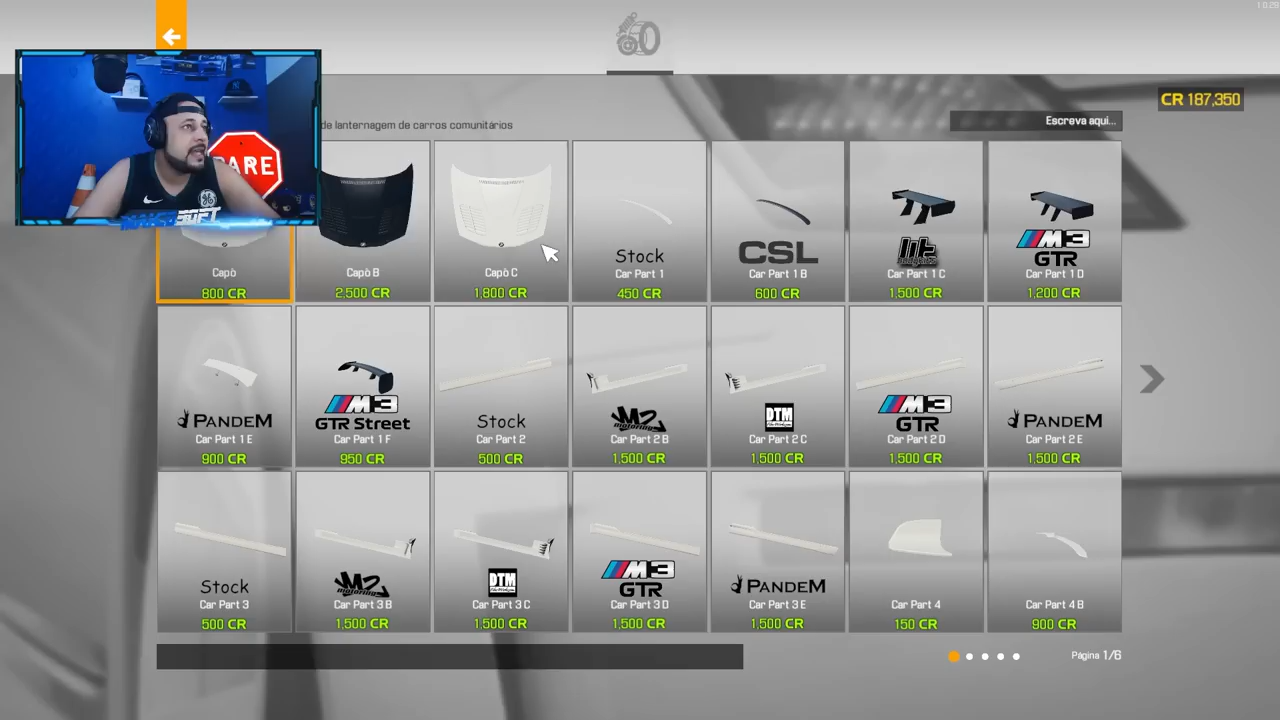 10:29
CR 187,350
de lanternagem de carros comunitários
Escreva aqui...
PARE
Capô
800 CR
Capô B
2,500 CR
Capô C
1,800 CR
Stock
Car Part 1
450 CR
CSL
Car Part 1 B
600 CR
Car Part 1 C
1,500 CR
M3
GTR
Car Part 1 D
1,200 CR
PANDEM
Car Part 1 E
900 CR
M3
GTR Street
Car Part 1 F
950 CR
Stock
Car Part 2
500 CR
M2
motoring
Car Part 2 B
1,500 CR
DTM
Car Part 2 C
1,500 CR
M3
GTR
Car Part 2 D
1,500 CR
PANDEM
Car Part 2 E
1,500 CR
Stock
Car Part 3
500 CR
M2
motoring
Car Part 3 B
1,500 CR
DTM
Car Part 3 C
1,500 CR
M3
GTR
Car Part 3 D
1,500 CR
PANDEM
Car Part 3 E
1,500 CR
Car Part 4
150 CR
Car Part 4 B
900 CR
Página 1/6